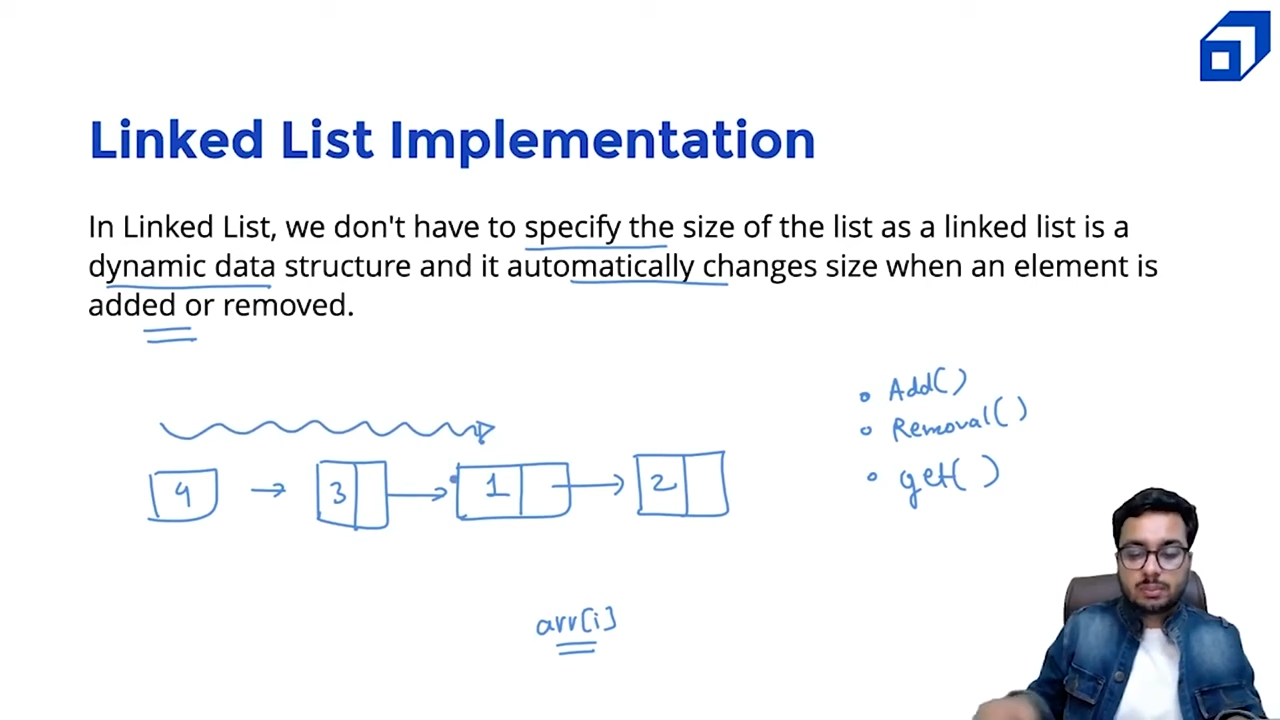 Linked List Implementation
In Linked List, we don't have to specify the size of the list as a linked list is a
dynamic data structure and it automatically changes size when an element is
added or removed.
• Add( )
• Removal( )
• get( )
4 → 3 → 1 → 2
arr[i]